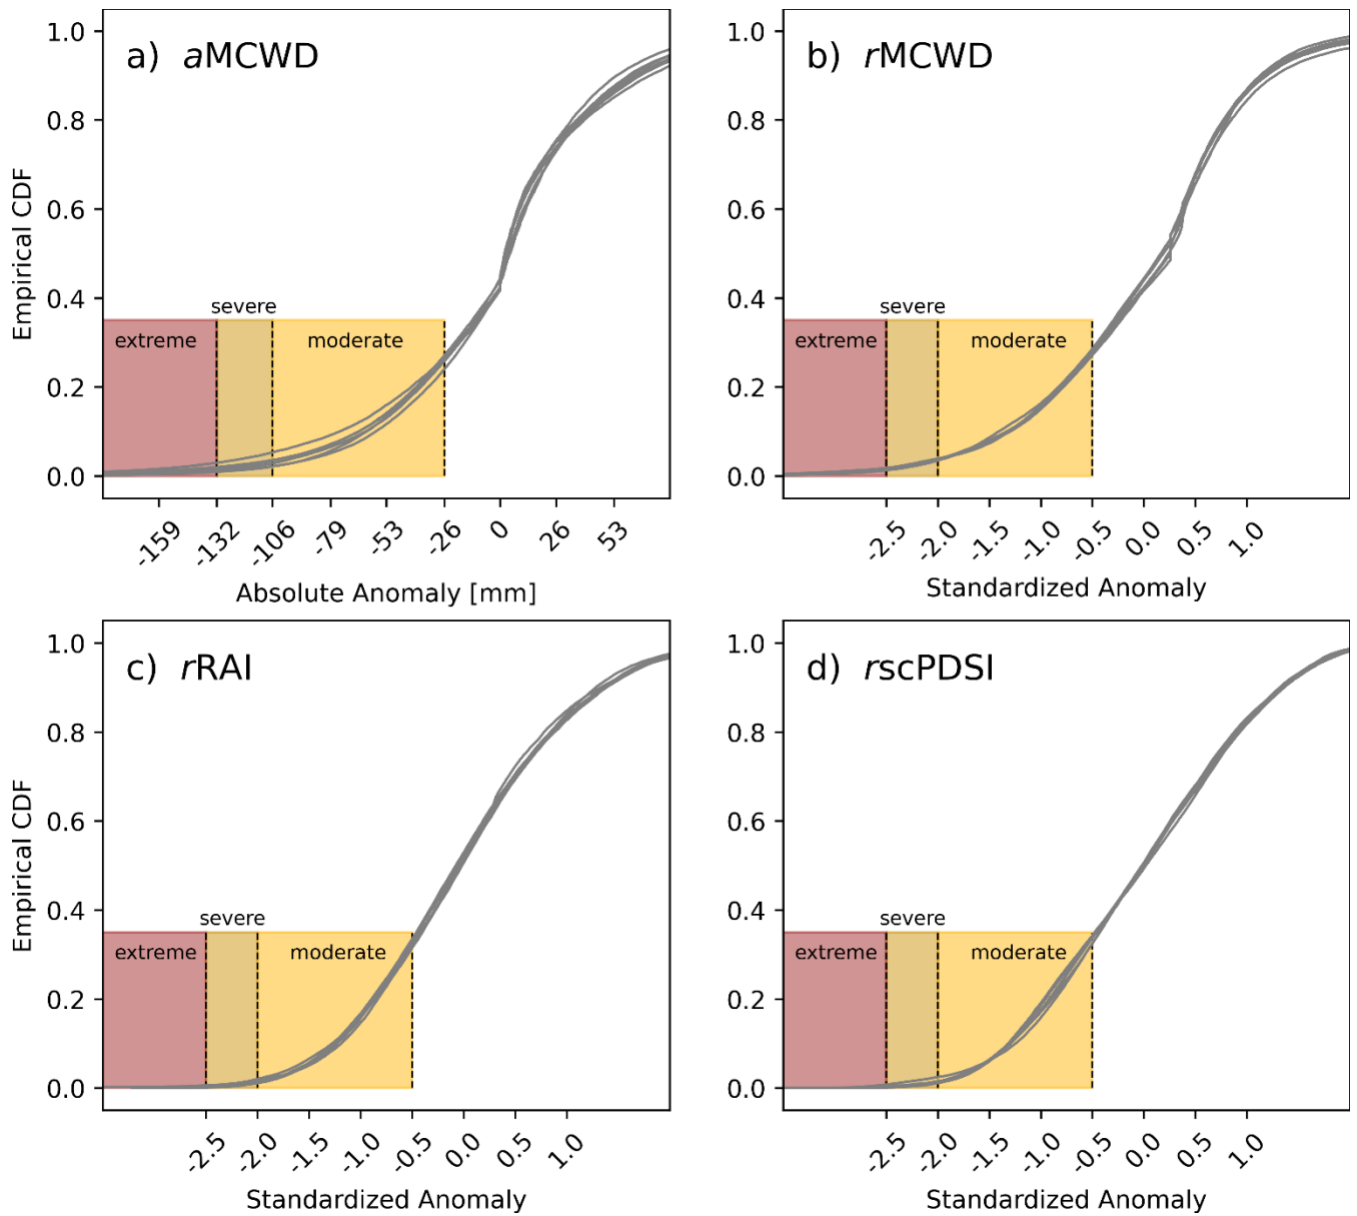 a) aMCWD
Empirical CDF
1.0
0.8
0.6
0.4
0.2
0.0
severe
extreme
moderate
-159
-132
-106
-79
-53
-26
0
26
53
Absolute Anomaly [mm]
b) rMCWD
1.0
0.8
0.6
0.4
0.2
0.0
severe
extreme
moderate
-2.5
-2.0
-1.5
-1.0
-0.5
0.0
0.5
1.0
Standardized Anomaly
c) rRAI
Empirical CDF
1.0
0.8
0.6
0.4
0.2
0.0
severe
extreme
moderate
-2.5
-2.0
-1.5
-1.0
-0.5
0.0
0.5
1.0
Standardized Anomaly
d) rscPDSI
1.0
0.8
0.6
0.4
0.2
0.0
severe
extreme
moderate
-2.5
-2.0
-1.5
-1.0
-0.5
0.0
0.5
1.0
Standardized Anomaly